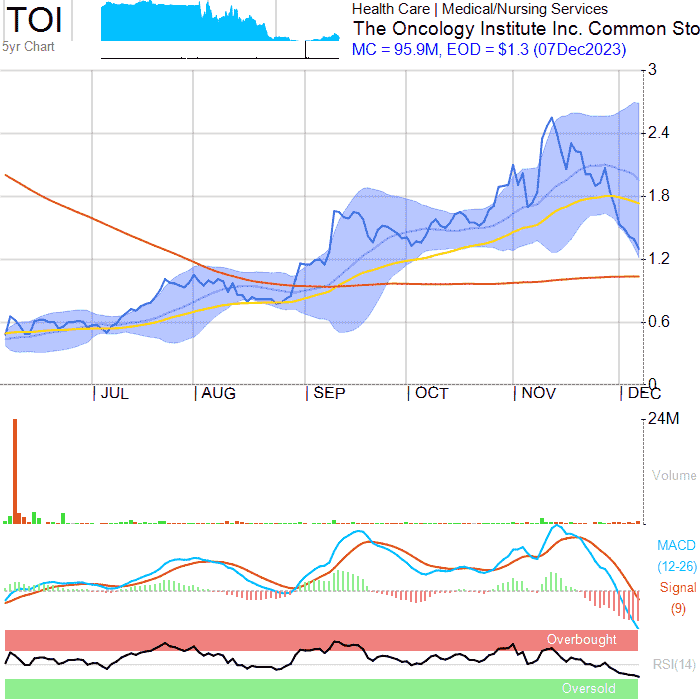 TOI
5yr Chart
Health Care | Medical/Nursing Services
The Oncology Institute Inc. Common Sto
MC = 95.9M, EOD = $1.3 (07Dec2023)
3
2.4
1.8
1.2
0.6
0
JUL AUG SEP OCT NOV DEC
24M
Volume
MACD
(12-26)
Signal
(9)
Overbought
RSI(14)
Oversold